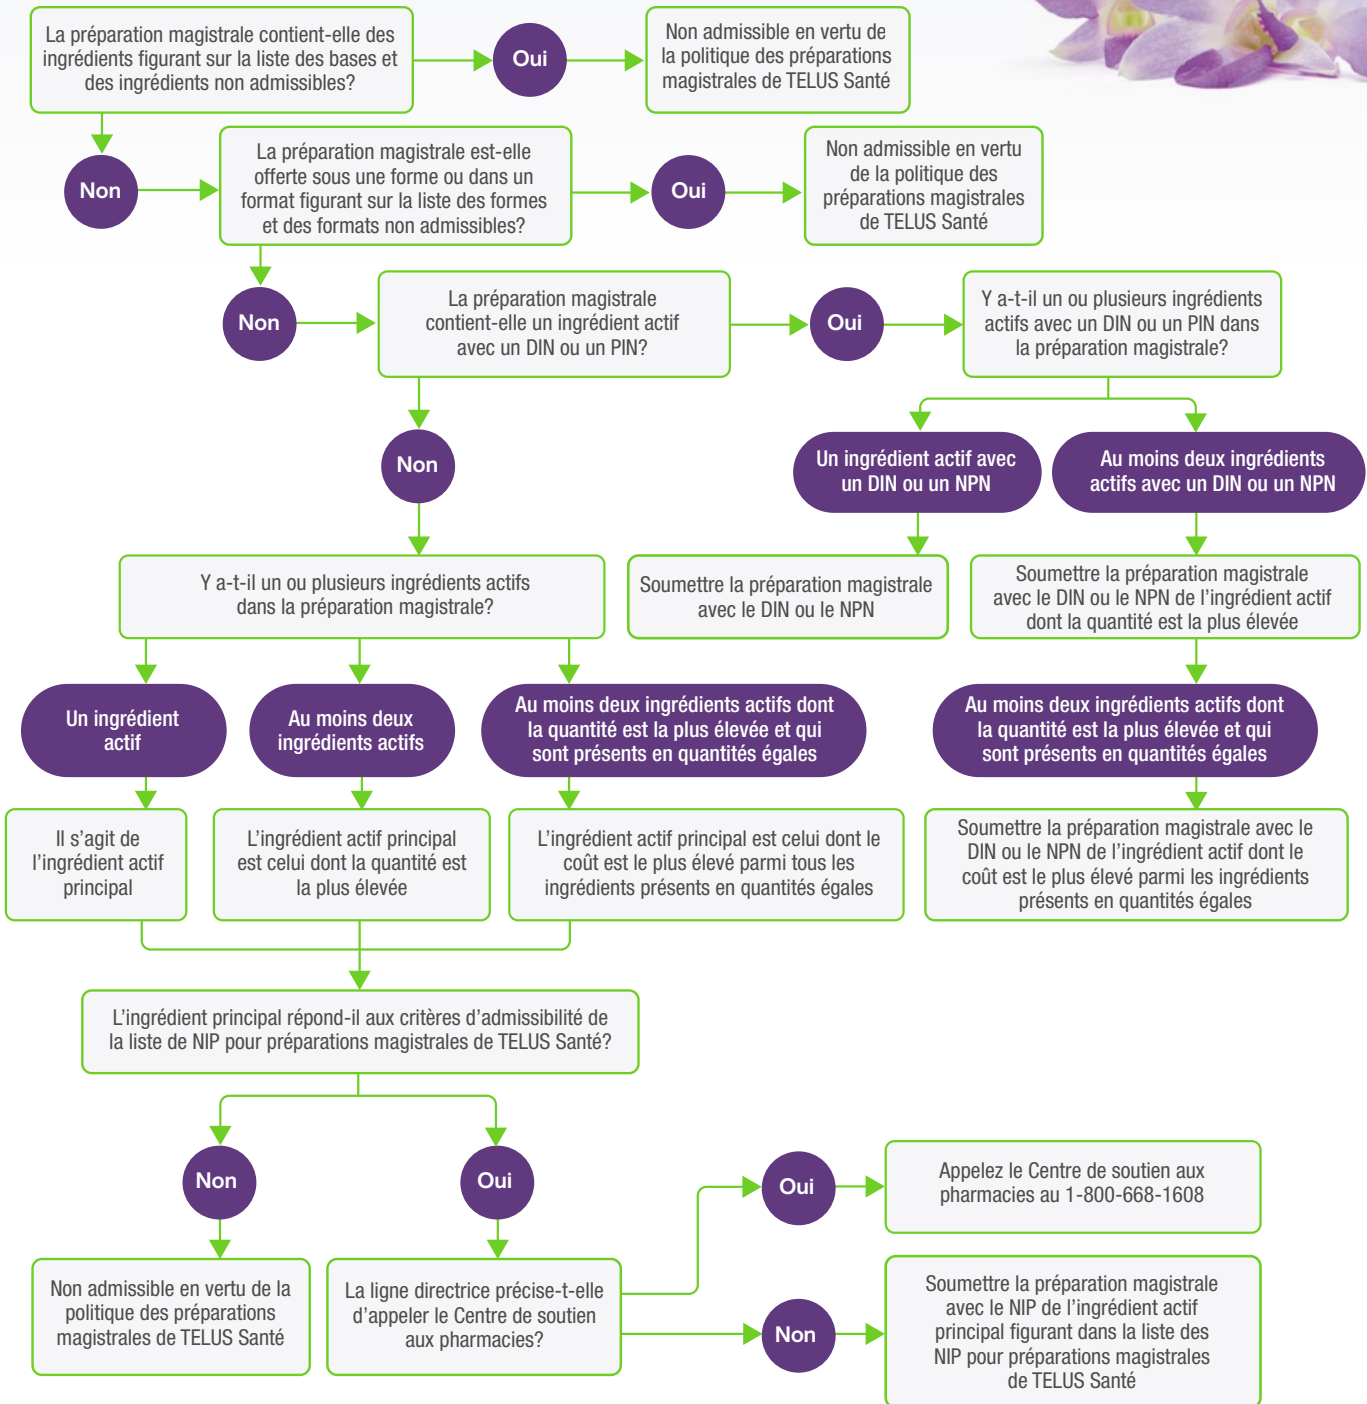 La préparation magistrale contient-elle des
ingrédients figurant sur la liste des bases et
des ingrédients non admissibles?
Oui
Non admissible en vertu de
la politique des préparations
magistrales de TELUS Santé
Non
La préparation magistrale est-elle
offerte sous une forme ou dans un
format figurant sur la liste des formes
et des formats non admissibles?
Oui
Non admissible en vertu
de la politique des
préparations magistrales
de TELUS Santé
Non
La préparation magistrale
contient-elle un ingrédient actif
avec un DIN ou un PIN?
Oui
Y a-t-il un ou plusieurs ingrédients
actifs avec un DIN ou un PIN dans
la préparation magistrale?
Non
Un ingrédient actif avec
un DIN ou un NPN
Au moins deux ingrédients
actifs avec un DIN ou un NPN
Y a-t-il un ou plusieurs ingrédients actifs
dans la préparation magistrale?
Soumettre la préparation magistrale
avec le DIN ou le NPN
Soumettre la préparation magistrale
avec le DIN ou le NPN de l’ingrédient actif
dont la quantité est la plus élevée
Un ingrédient
actif
Au moins deux
ingrédients actifs
Au moins deux ingrédients actifs dont
la quantité est la plus élevée et qui
sont présents en quantités égales
Au moins deux ingrédients actifs dont
la quantité est la plus élevée et qui
sont présents en quantités égales
Il s’agit de
l’ingrédient actif
principal
L’ingrédient actif principal
est celui dont la quantité est
la plus élevée
L’ingrédient actif principal est celui dont le
coût est le plus élevé parmi tous les
ingrédients présents en quantités égales
Soumettre la préparation magistrale avec le
DIN ou le NPN de l’ingrédient actif dont le
coût est le plus élevé parmi les ingrédients
présents en quantités égales
L’ingrédient principal répond-il aux critères d’admissibilité de
la liste de NIP pour préparations magistrales de TELUS Santé?
Non
Oui
Oui
Appelez le Centre de soutien aux
pharmacies au 1-800-668-1608
Non admissible en vertu de la
politique des préparations
magistrales de TELUS Santé
La ligne directrice précise-t-elle
d’appeler le Centre de soutien
aux pharmacies?
Non
Soumettre la préparation magistrale
avec le NIP de l’ingrédient actif
principal figurant dans la liste des
NIP pour préparations magistrales
de TELUS Santé